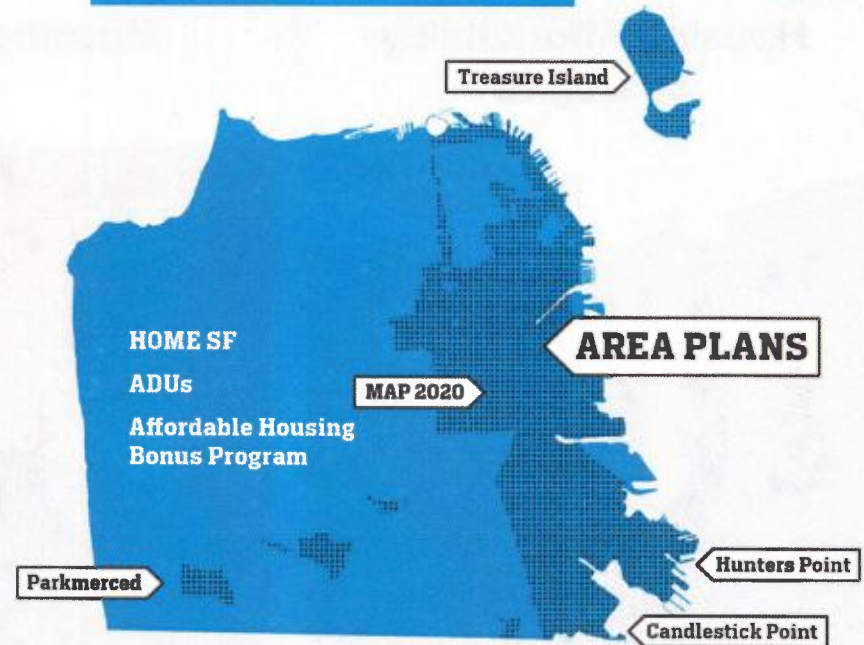 Treasure Island
HOME SF
ADUs
Affordable Housing
Bonus Program
AREA PLANS
MAP 2020
Parkmerced
Hunters Point
Candlestick Point